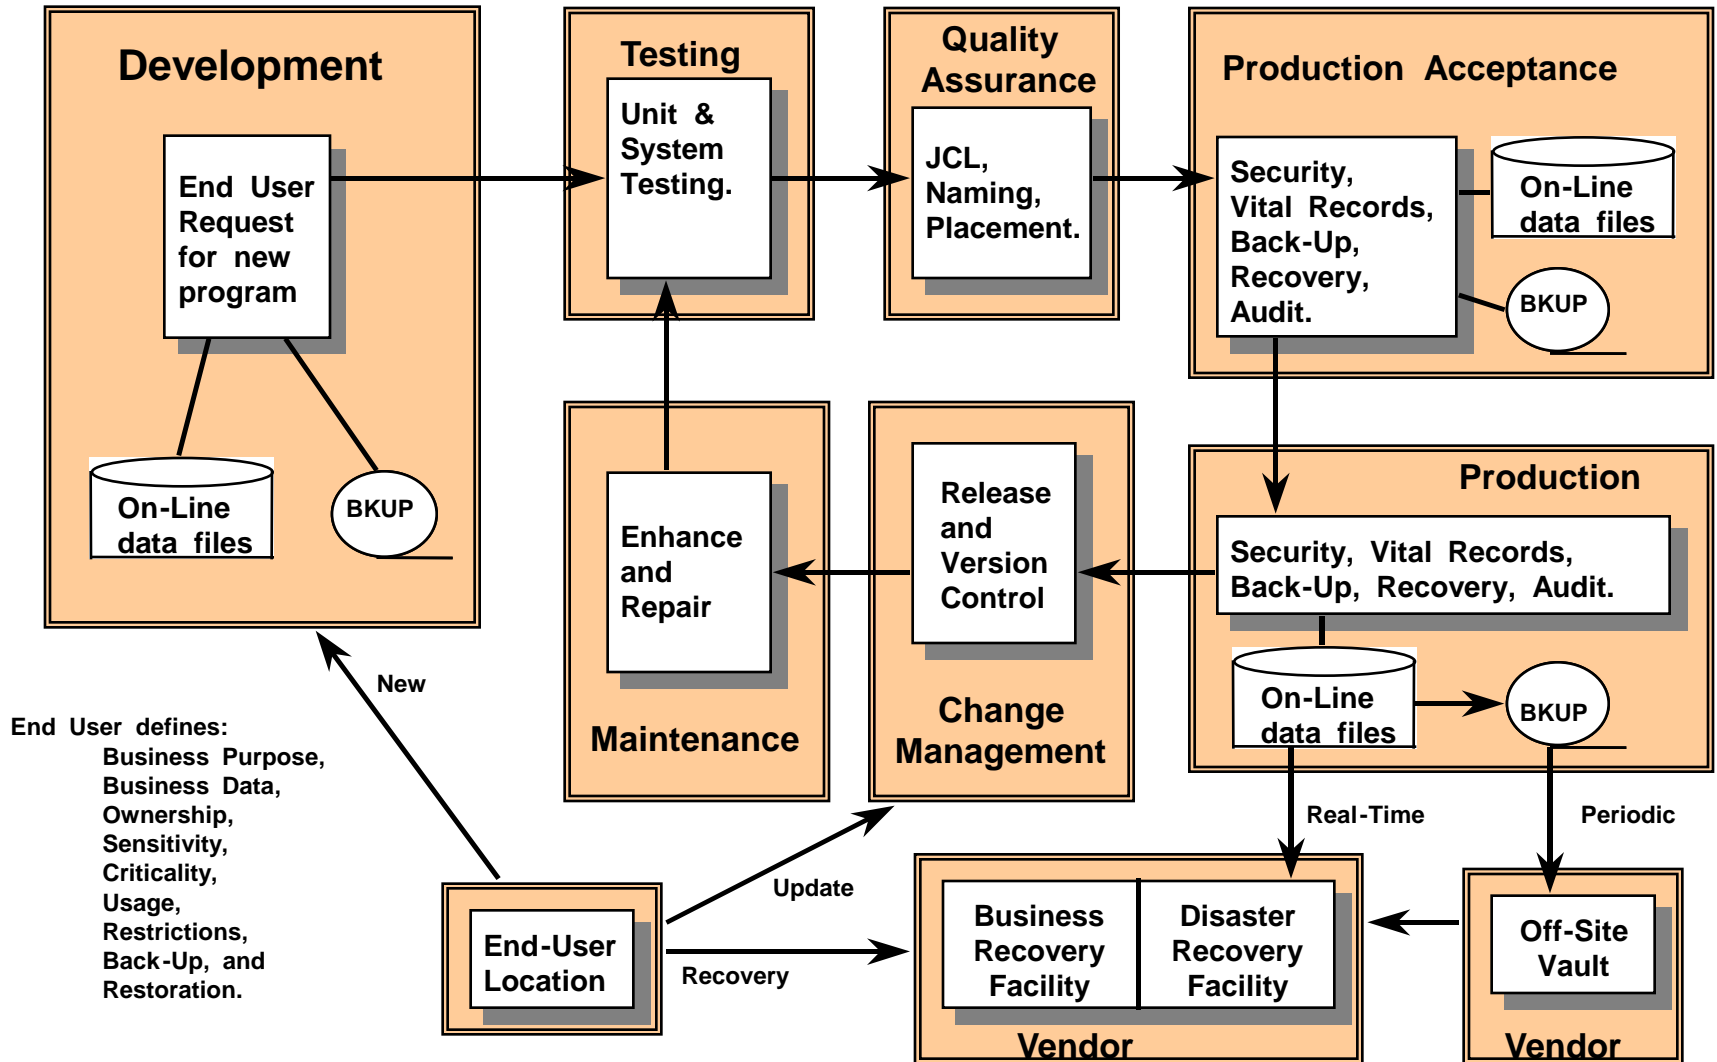 Development
End User
Request
for new
program
On-Line
data files
BKUP
Testing
Unit &
System
Testing.
Quality
Assurance
JCL,
Naming,
Placement.
Production Acceptance
Security,
Vital Records,
Back-Up,
Recovery,
Audit.
On-Line
data files
BKUP
Enhance
and
Repair
Maintenance
Release
and
Version
Control
Change
Management
Production
Security, Vital Records,
Back-Up, Recovery, Audit.
On-Line
data files
BKUP
New
End User defines:
Business Purpose,
Business Data,
Ownership,
Sensitivity,
Criticality,
Usage,
Restrictions,
Back-Up, and
Restoration.
End-User
Location
Update
Recovery
Real-Time
Periodic
Business
Recovery
Facility
Disaster
Recovery
Facility
Vendor
Off-Site
Vault
Vendor